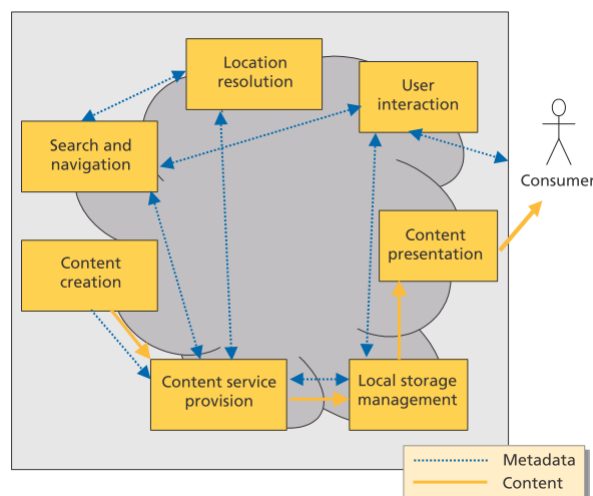 Location
resolution
User
interaction
Search and
navigation
Consumer
Content
presentation
Content
creation
Content service
provision
Local storage
management
Metadata
Content